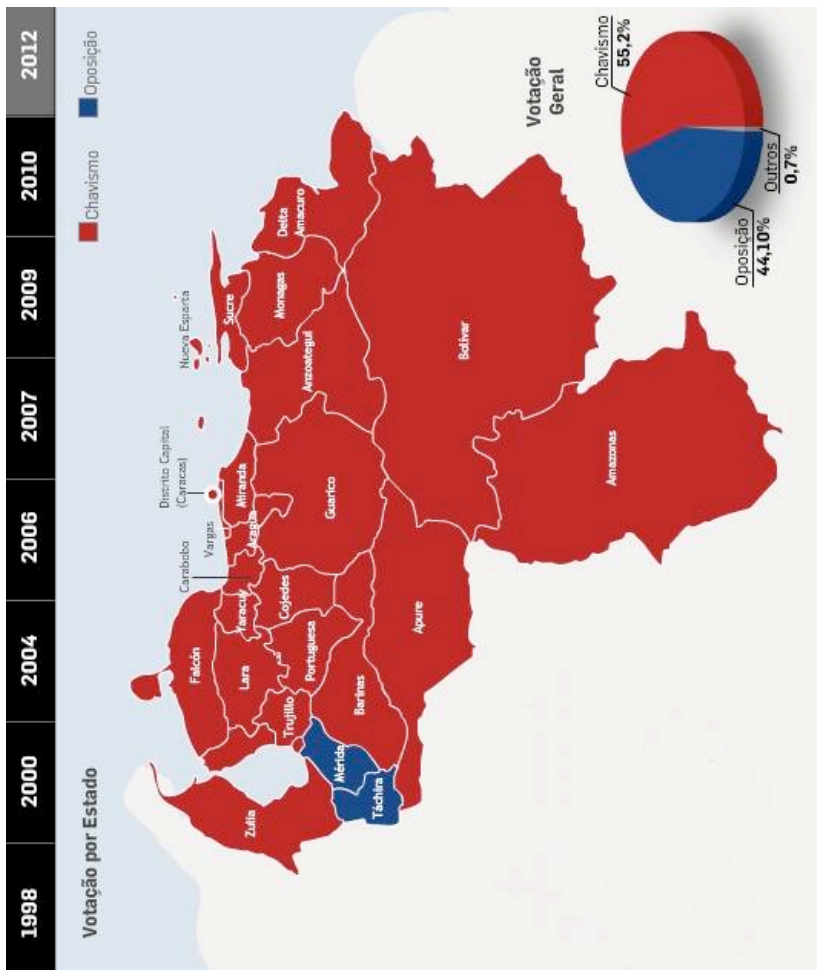 1998
2000
2004
2006
2007
2009
2010
2012
Votação por Estado
Chavismo
Oposição
Zulia
Falcón
Lara
Yaracuy
Carabobo
Vargas
Distrito Capital
(Caracas)
Aragua
Miranda
Nueva Esparta
Sucre
Delta
Amacuro
Monagas
Anzoategui
Guarico
Cojedes
Portuguesa
Trujillo
Mérida
Táchira
Barinas
Apure
Bolívar
Amazonas
Votação
Geral
Chavismo
55,2%
Oposição
44,10%
Outros
0,7%